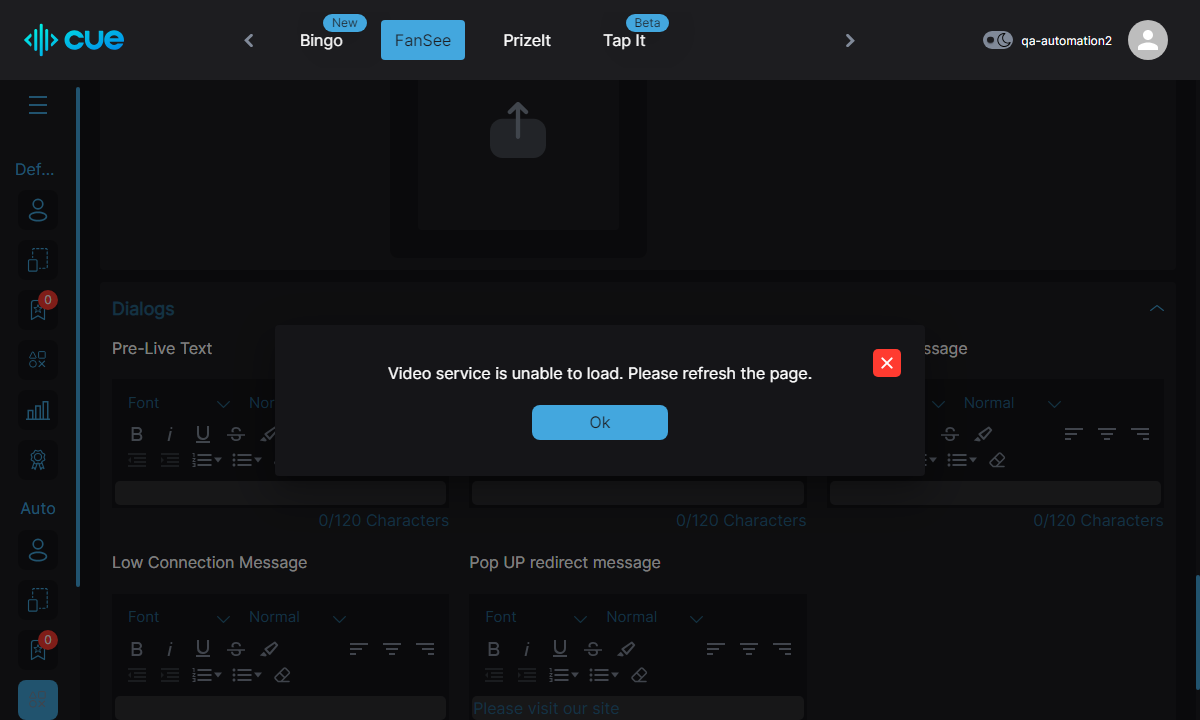 cue
New
Beta
Bingo
FanSee
PrizeIt
Tap It
qa-automation2
Def...
0
Dialogs
Pre-Live Text
ssage
Video service is unable to load. Please refresh the page.
Ok
Font
Nor
Normal
0/120 Characters
0/120 Characters
0/120 Characters
Auto
Low Connection Message
Pop UP redirect message
Font
Normal
Font
Normal
0
Please visit our site